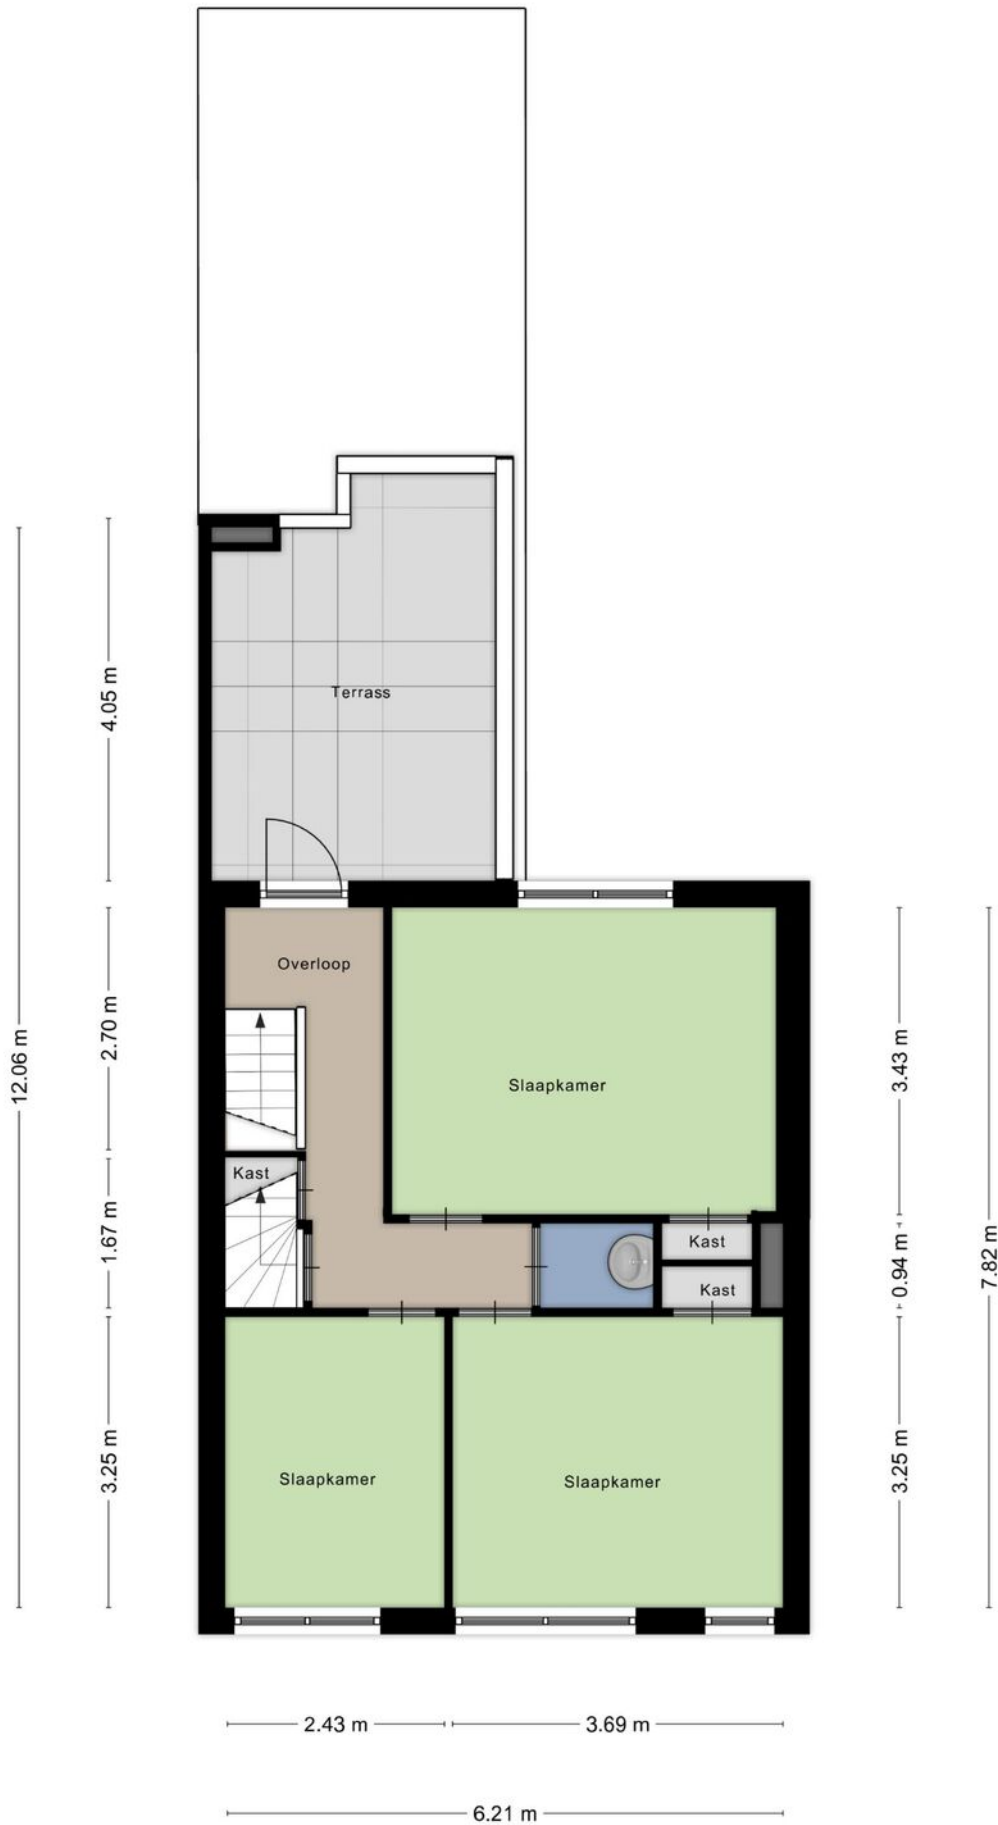 4.05 m
Terrass
12.06 m
2.70 m
Overloop
Slaapkamer
3.43 m
Kast
1.67 m
Kast
0.94 m
Kast
7.82 m
3.25 m
Slaapkamer
Slaapkamer
3.25 m
2.43 m
3.69 m
6.21 m